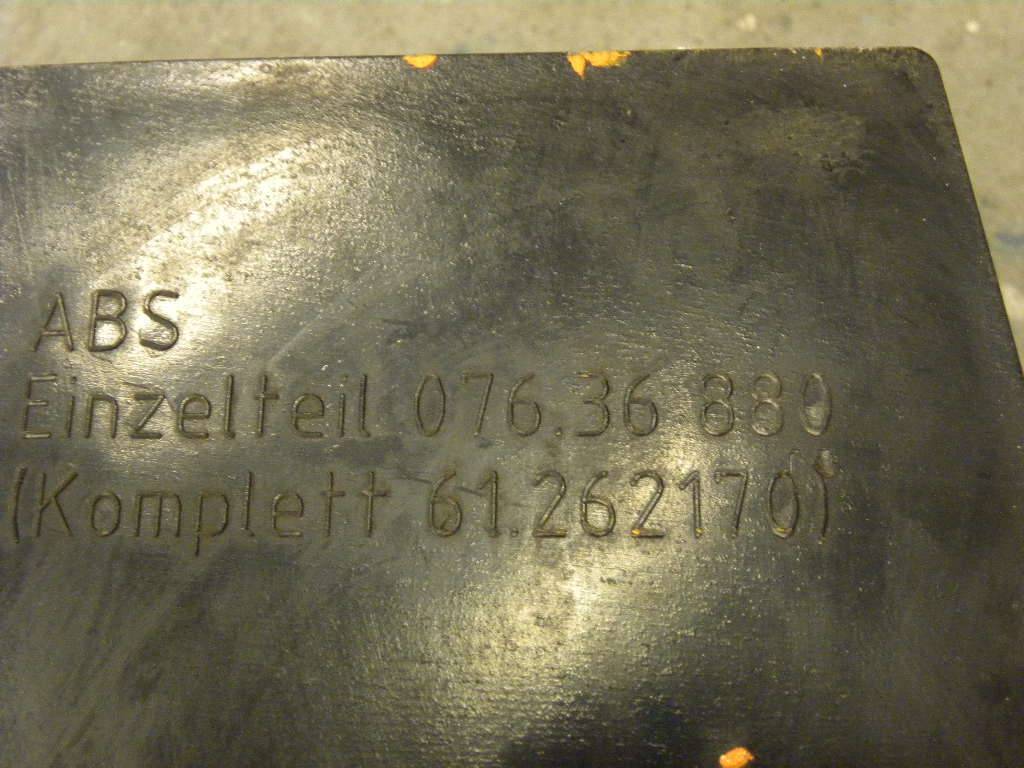 ABS
Einzelteil 076.36 880
(Komplett 61.262170)